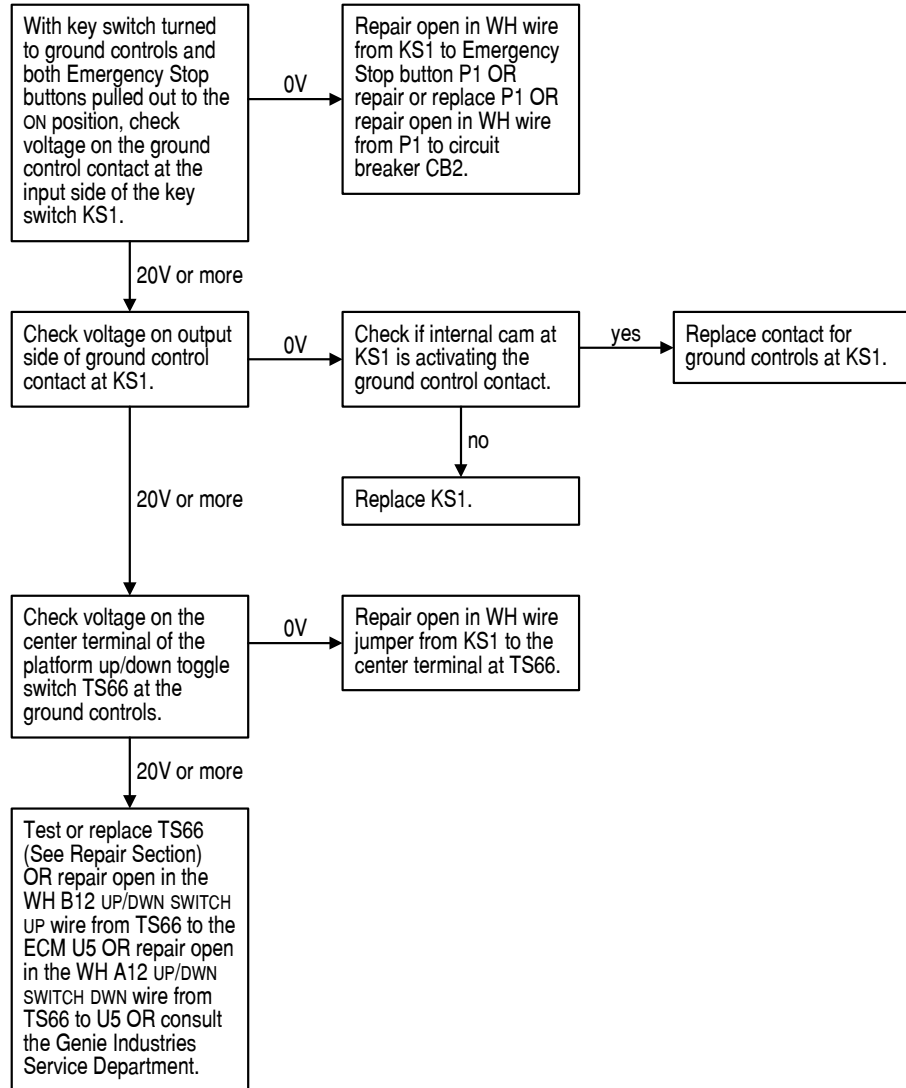 With key switch turned
to ground controls and
both Emergency Stop
buttons pulled out to the
ON position, check
voltage on the ground
control contact at the
input side of the key
switch KS1.
0V
Repair open in WH wire
from KS1 to Emergency
Stop button P1 OR
repair or replace P1 OR
repair open in WH wire
from P1 to circuit
breaker CB2.
20V or more
Check voltage on output
side of ground control
contact at KS1.
0V
Check if internal cam at
KS1 is activating the
ground control contact.
yes
Replace contact for
ground controls at KS1.
no
Replace KS1.
20V or more
Check voltage on the
center terminal of the
platform up/down toggle
switch TS66 at the
ground controls.
0V
Repair open in WH wire
jumper from KS1 to the
center terminal at TS66.
20V or more
Test or replace TS66
(See Repair Section)
OR repair open in the
WH B12 UP/DWN SWITCH
UP wire from TS66 to the
ECM U5 OR repair open
in the WH A12 UP/DWN
SWITCH DWN wire from
TS66 to U5 OR consult
the Genie Industries
Service Department.